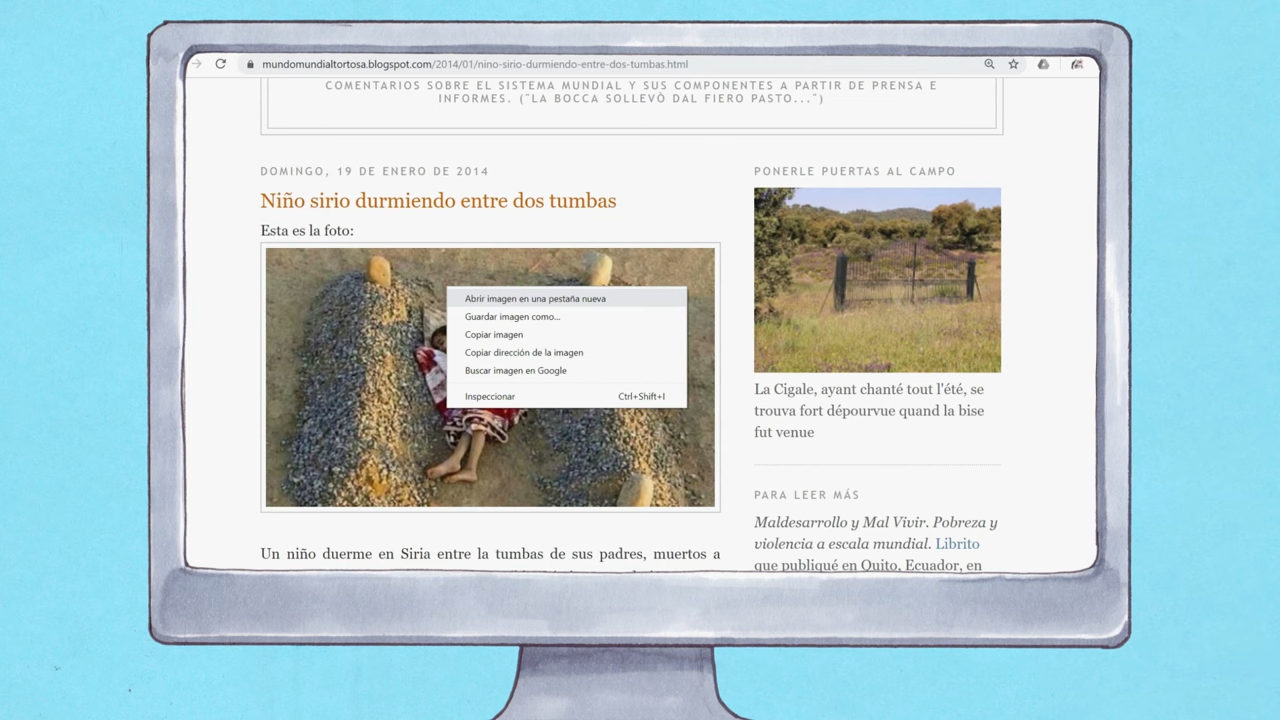 mundomundialtortosa.blogspot.com/2014/01/nino-sirio-durmiendo-entre-dos-tumbas.html
COMENTARIOS SOBRE EL SISTEMA MUNDIAL Y SUS COMPONENTES A PARTIR DE PRENSA E
INFORMES. ("LA BOCCA SOLLEVÒ DAL FIERO PASTO...")
DOMINGO, 19 DE ENERO DE 2014
Niño sirio durmiendo entre dos tumbas
Esta es la foto:
Abrir imagen en una pestaña nueva
Guardar imagen como...
Copiar imagen
Copiar dirección de la imagen
Buscar imagen en Google
Inspeccionar Ctrl+Shift+I
Un niño duerme en Siria entre la tumbas de sus padres, muertos a
PONERLE PUERTAS AL CAMPO
La Cigale, ayant chanté tout l'été, se
trouva fort dépourvue quand la bise
fut venue
PARA LEER MÁS
Maldesarrollo y Mal Vivir. Pobreza y
violencia a escala mundial. Librito
que publiqué en Quito, Ecuador, en